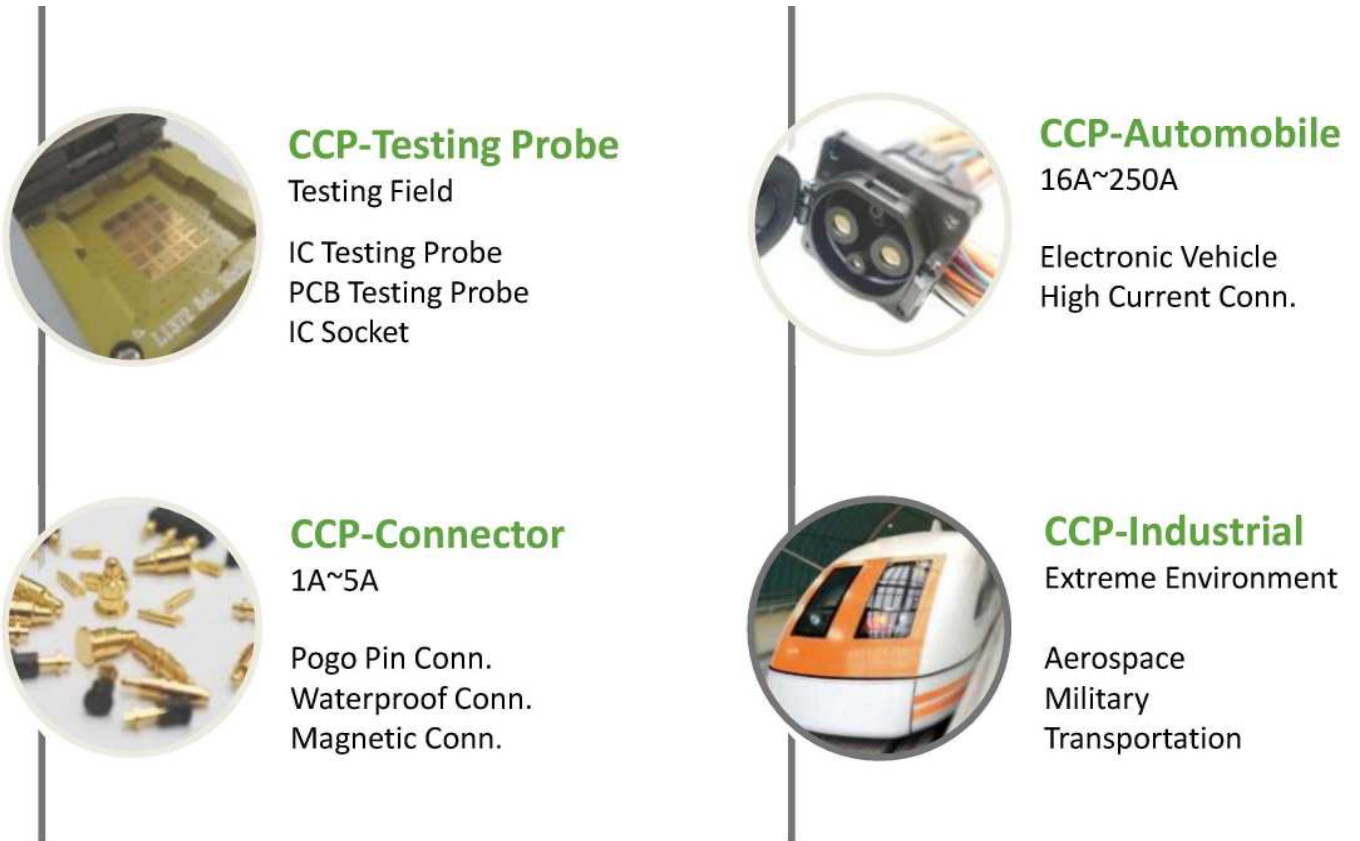 CCP-Testing Probe
Testing Field
IC Testing Probe
PCB Testing Probe
IC Socket
CCP-Connector
1A~5A
Pogo Pin Conn.
Waterproof Conn.
Magnetic Conn.
CCP-Automobile
16A~250A
Electronic Vehicle
High Current Conn.
CCP-Industrial
Extreme Environment
Aerospace
Military
Transportation